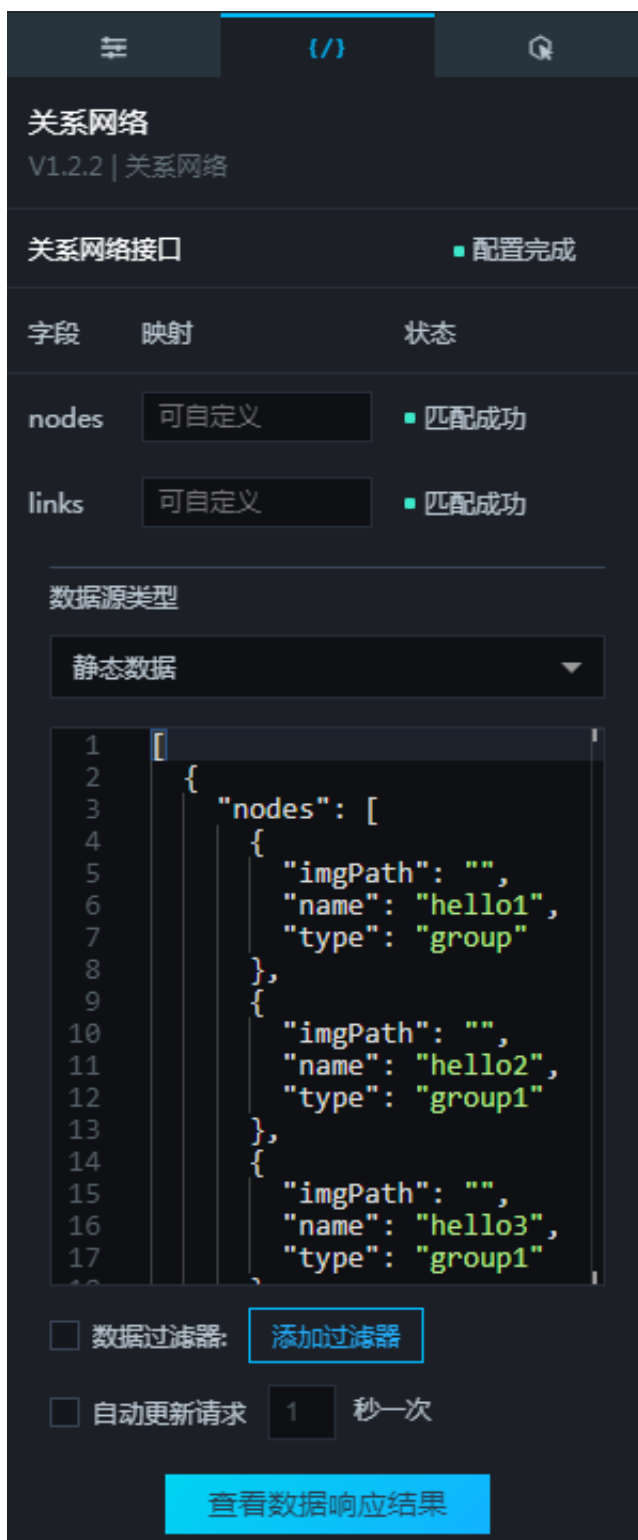 {/}
关系网络
V1.2.2 | 关系网络
关系网络接口 配置完成
字段 映射 状态
nodes 可自定义 匹配成功
links 可自定义 匹配成功
数据源类型
静态数据
1 [
2 {
3 "nodes": [
4 {
5 "imgPath": "",
6 "name": "hello1",
7 "type": "group"
8 },
9 {
10 "imgPath": "",
11 "name": "hello2",
12 "type": "group1"
13 },
14 {
15 "imgPath": "",
16 "name": "hello3",
17 "type": "group1"
数据过滤器: 添加过滤器
自动更新请求 1 秒一次
查看数据响应结果